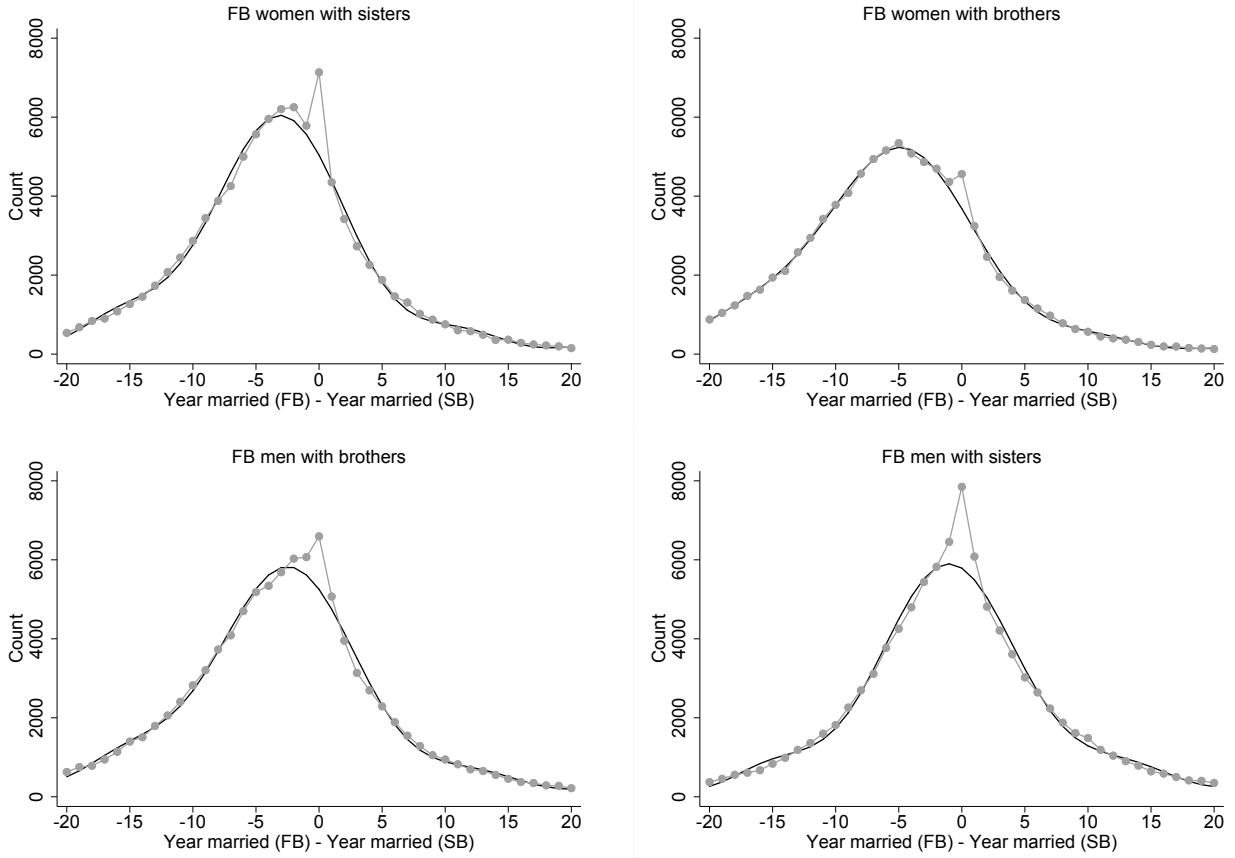 FB women with sisters
8000
6000
4000
2000
0
Count
-20 -15 -10 -5 0 5 10 15 20
Year married (FB) - Year married (SB)
FB women with brothers
8000
6000
4000
2000
0
Count
-20 -15 -10 -5 0 5 10 15 20
Year married (FB) - Year married (SB)
FB men with brothers
8000
6000
4000
2000
0
Count
-20 -15 -10 -5 0 5 10 15 20
Year married (FB) - Year married (SB)
FB men with sisters
8000
6000
4000
2000
0
Count
-20 -15 -10 -5 0 5 10 15 20
Year married (FB) - Year married (SB)